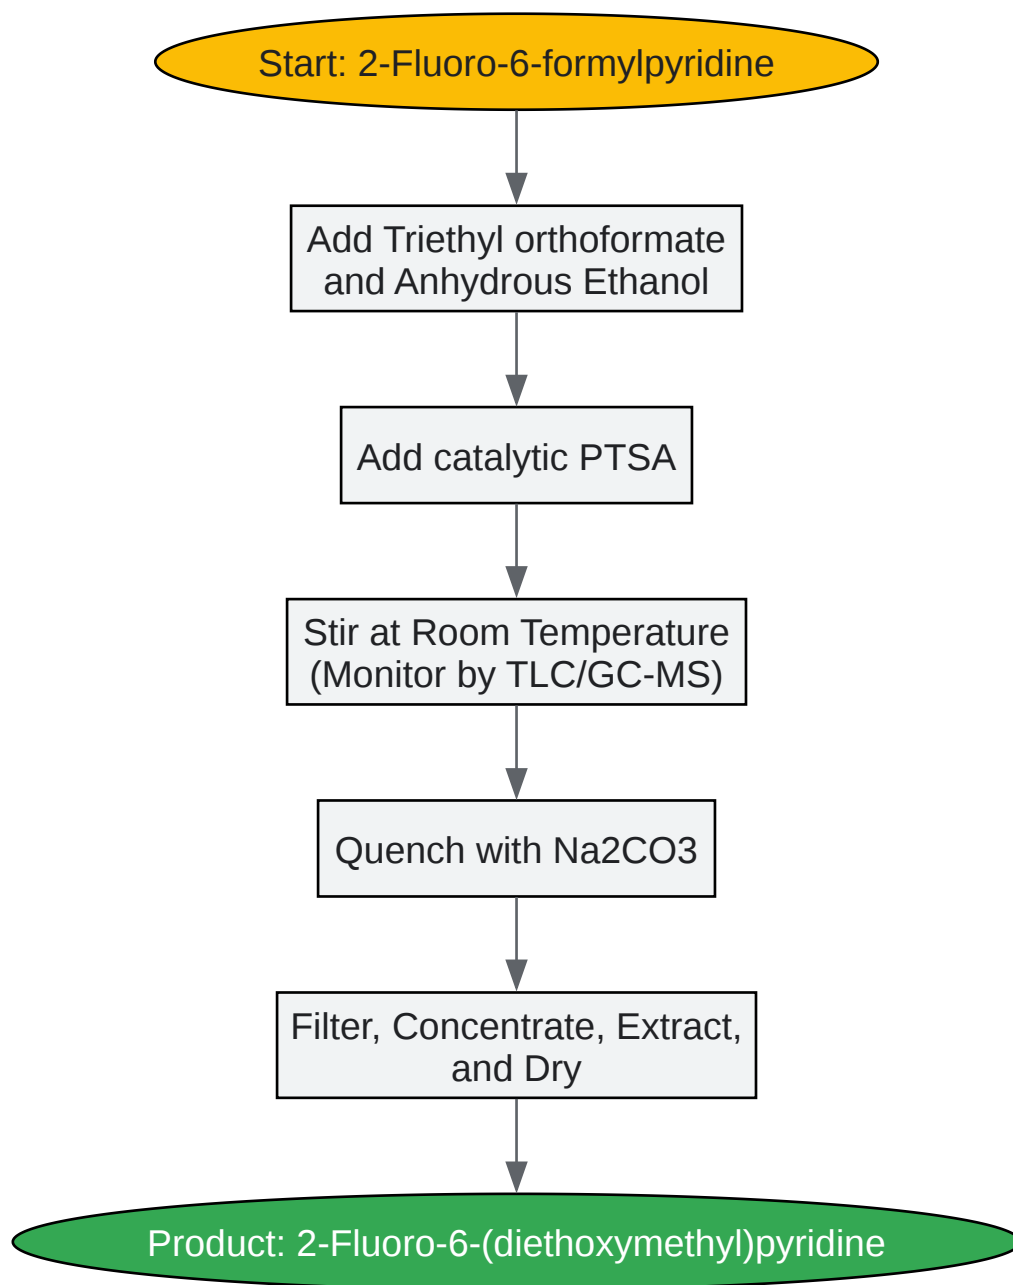 Start: 2-Fluoro-6-formylpyridine
Add Triethyl orthoformate
and Anhydrous Ethanol
Add catalytic PTSA
Stir at Room Temperature
(Monitor by TLC/GC-MS)
Quench with Na2CO3
Filter, Concentrate, Extract,
and Dry
Product: 2-Fluoro-6-(diethoxymethyl)pyridine